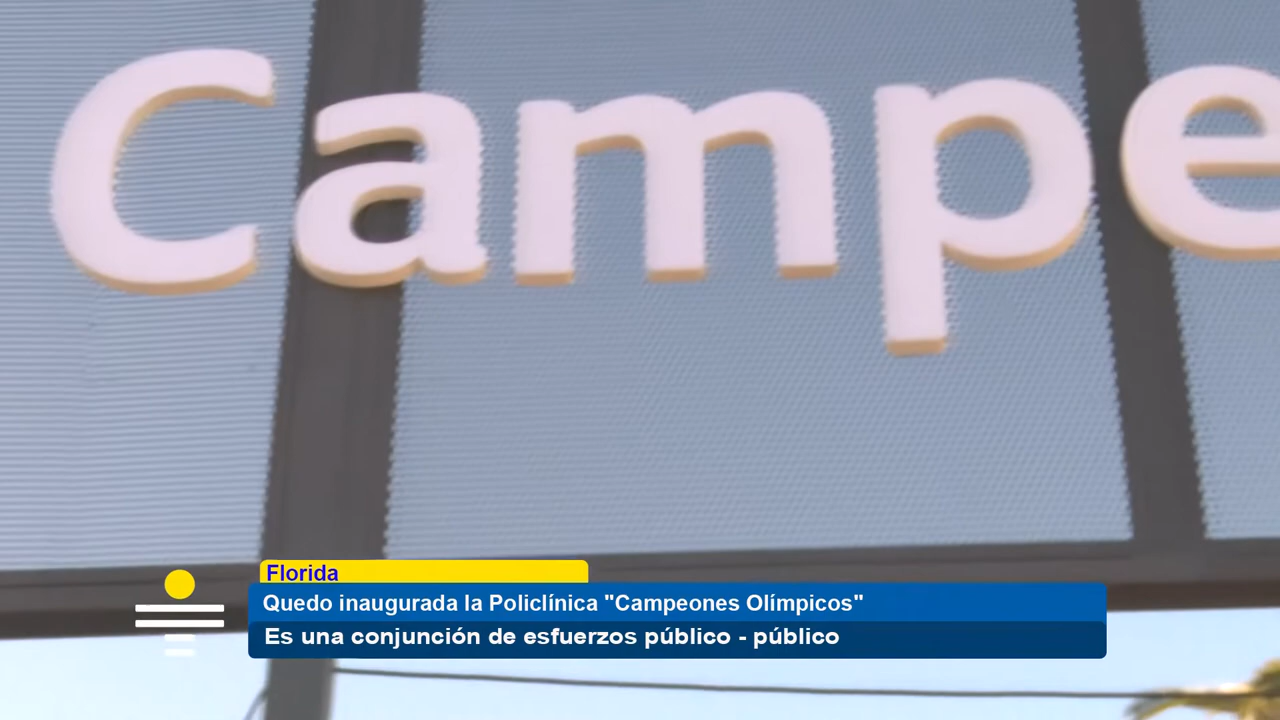 Campe
Florida
Quedo inaugurada la Policlínica "Campeones Olímpicos"
Es una conjunción de esfuerzos público - público